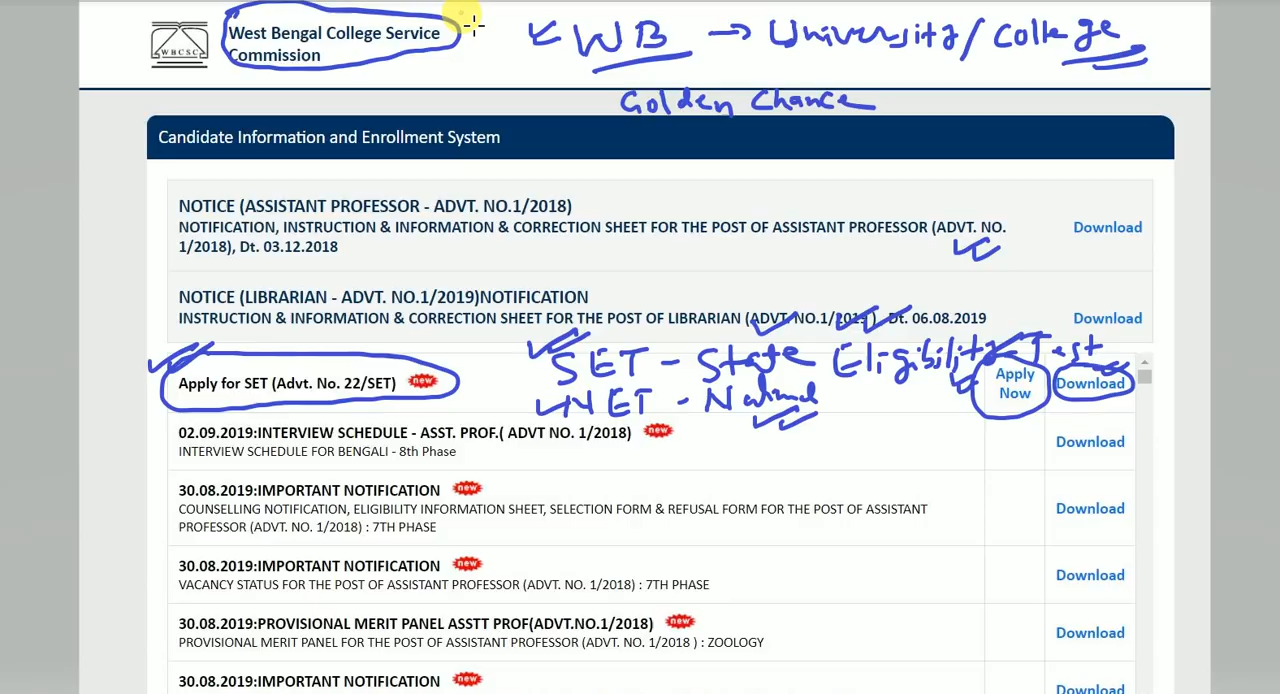 WBCSC
West Bengal College Service
Commission
WB → University/College
Golden Chance
Candidate Information and Enrollment System
NOTICE (ASSISTANT PROFESSOR - ADVT. NO.1/2018)
NOTIFICATION, INSTRUCTION & INFORMATION & CORRECTION SHEET FOR THE POST OF ASSISTANT PROFESSOR (ADVT. NO.
1/2018), Dt. 03.12.2018
Download
NOTICE (LIBRARIAN - ADVT. NO.1/2019)NOTIFICATION
INSTRUCTION & INFORMATION & CORRECTION SHEET FOR THE POST OF LIBRARIAN (ADVT. NO.1/2019 ), Dt. 06.08.2019
Download
SET - State Eligibility Test
Apply for SET (Advt. No. 22/SET) new
Apply
Now
Download
NET - National
02.09.2019:INTERVIEW SCHEDULE - ASST. PROF.( ADVT NO. 1/2018) new
INTERVIEW SCHEDULE FOR BENGALI - 8th Phase
Download
30.08.2019:IMPORTANT NOTIFICATION new
COUNSELLING NOTIFICATION, ELIGIBILITY INFORMATION SHEET, SELECTION FORM & REFUSAL FORM FOR THE POST OF ASSISTANT
PROFESSOR (ADVT. NO. 1/2018) : 7TH PHASE
Download
30.08.2019:IMPORTANT NOTIFICATION new
VACANCY STATUS FOR THE POST OF ASSISTANT PROFESSOR (ADVT. NO. 1/2018) : 7TH PHASE
Download
30.08.2019:PROVISIONAL MERIT PANEL ASSTT PROF(ADVT.NO.1/2018) new
PROVISIONAL MERIT PANEL FOR THE POST OF ASSISTANT PROFESSOR (ADVT. NO. 1/2018 ) : ZOOLOGY
Download
30.08.2019:IMPORTANT NOTIFICATION new
Download